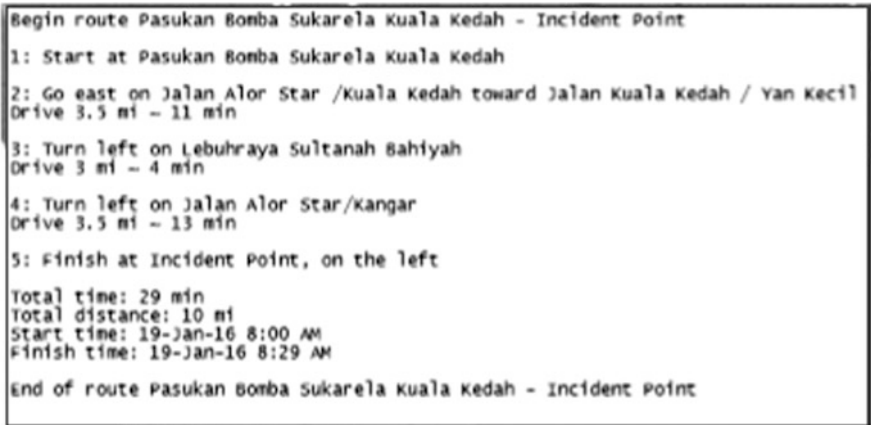 Begin route Pasukan Bomba Sukarela Kuala Kedah - Incident Point
1: Start at Pasukan Bomba Sukarela Kuala Kedah
2: Go east on Jalan Alor Star /Kuala Kedah toward Jalan Kuala Kedah / Yan Kecil
Drive 3.5 mi ~ 11 min
3: Turn left on Lebuhraya Sultanah Bahiyah
Drive 3 mi ~ 4 min
4: Turn left on Jalan Alor Star/Kangar
Drive 3.5 mi ~ 13 min
5: Finish at Incident Point, on the left
Total time: 29 min
Total distance: 10 mi
Start time: 19-Jan-16 8:00 AM
Finish time: 19-Jan-16 8:29 AM
End of route Pasukan Bomba Sukarela Kuala Kedah - Incident Point